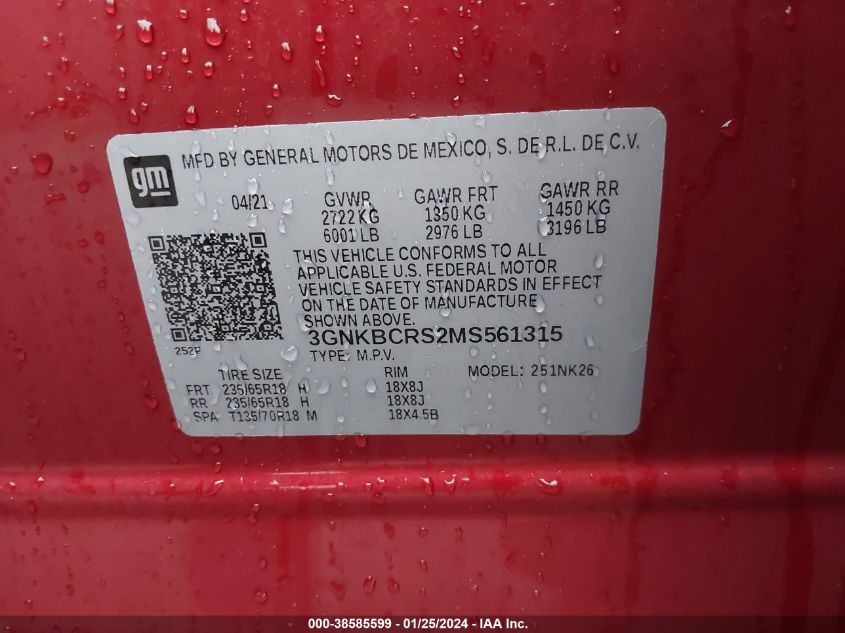 gm
MFD BY GENERAL MOTORS DE MEXICO, S. DE R.L. DE C.V.
04/21 GVWR GAWR FRT GAWR RR
2722 KG 1350 KG 1450 KG
6001 LB 2976 LB 3196 LB
THIS VEHICLE CONFORMS TO ALL
APPLICABLE U.S. FEDERAL MOTOR
VEHICLE SAFETY STANDARDS IN EFFECT
ON THE DATE OF MANUFACTURE
SHOWN ABOVE.
3GNKBCRS2MS561315
252P TYPE: M.P.V.
TIRE SIZE RIM MODEL: 251NK26
FRT 235/65R18 H 18X8J
RR 235/65R18 H 18X8J
SPA T135/70R18 M 18X4.5B
000-38585599 - 01/25/2024 - IAA Inc.